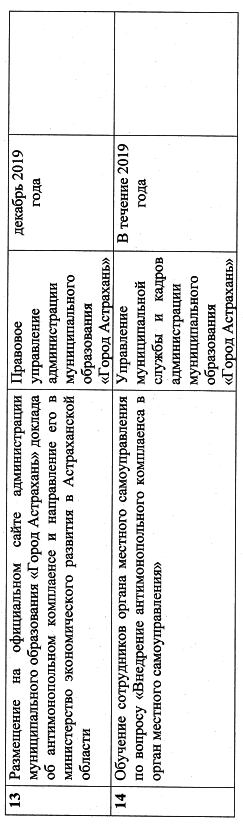 13
Размещение на официальном сайте администрации
муниципального образования «Город Астрахань» доклада
об антимонопольном комплаенсе и направление его в
министерство экономического развития в Астраханской
области
Правовое
управление
администрации
муниципального
образования
«Город Астрахань»
декабрь 2019
года
14
Обучение сотрудников органа местного самоуправления
по вопросу «Внедрение антимонопольного комплаенса в
орган местного самоуправления»
Управление
муниципальной
службы и кадров
администрации
муниципального
образования
«Город Астрахань»
В течение 2019
года